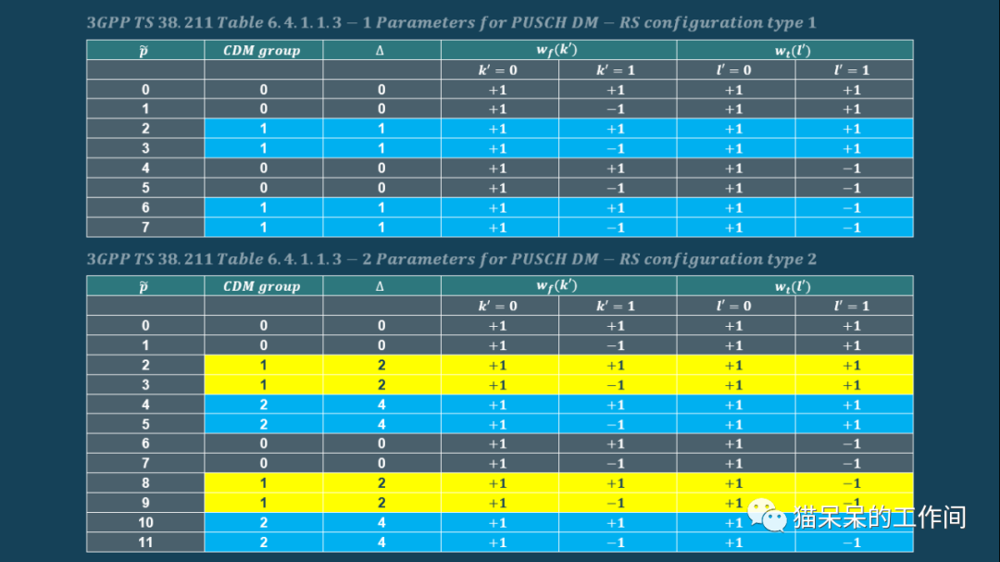 3GPP TS 38.211 Table 6.4.1.1.3 − 1 Parameters for PUSCH DM − RS configuration type 1
p̃ CDM group Δ w_f(k′) w_t(l′)
k′ = 0 k′ = 1 l′ = 0 l′ = 1
0 0 0 +1 +1 +1 +1
1 0 0 +1 −1 +1 +1
2 1 1 +1 +1 +1 +1
3 1 1 +1 −1 +1 +1
4 0 0 +1 +1 +1 −1
5 0 0 +1 −1 +1 −1
6 1 1 +1 +1 +1 −1
7 1 1 +1 −1 +1 −1
3GPP TS 38.211 Table 6.4.1.1.3 − 2 Parameters for PUSCH DM − RS configuration type 2
p̃ CDM group Δ w_f(k′) w_t(l′)
k′ = 0 k′ = 1 l′ = 0 l′ = 1
0 0 0 +1 +1 +1 +1
1 0 0 +1 −1 +1 +1
2 1 2 +1 +1 +1 +1
3 1 2 +1 −1 +1 +1
4 2 4 +1 +1 +1 +1
5 2 4 +1 −1 +1 +1
6 0 0 +1 +1 +1 −1
7 0 0 +1 −1 +1 −1
8 1 2 +1 +1 +1 −1
9 1 2 +1 −1 +1 −1
10 2 4 +1 +1 +1
11 2 4 +1 −1 +1 −1
猫呆呆的工作间